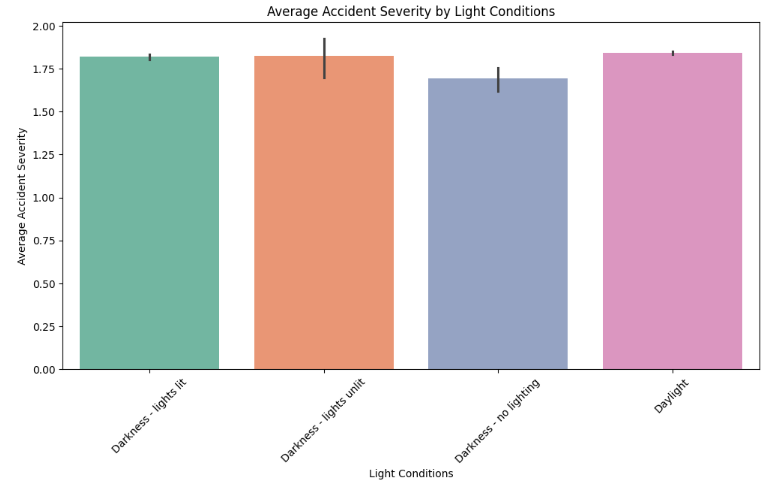 Average Accident Severity by Light Conditions
2.00
1.75
1.50
1.25
1.00
0.75
0.50
0.25
0.00
Average Accident Severity
Darkness - lights lit
Darkness - lights unlit
Darkness - no lighting
Daylight
Light Conditions